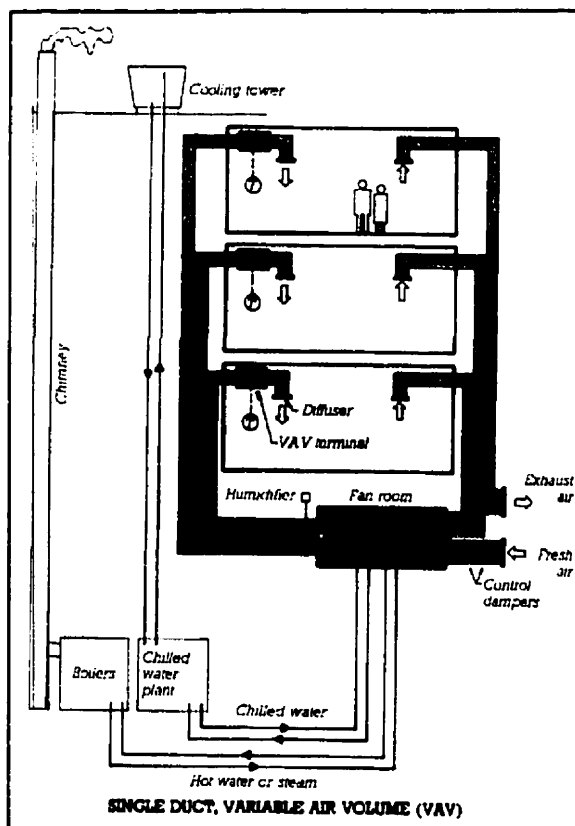 Cooling tower
Chimney
Diffuser
VAV terminal
Humidifier
Fan room
Exhaust
air
Fresh
air
Control
dampers
Boilers
Chilled
water
plant
Chilled water
Hot water or steam
SINGLE DUCT, VARIABLE AIR VOLUME (VAV)